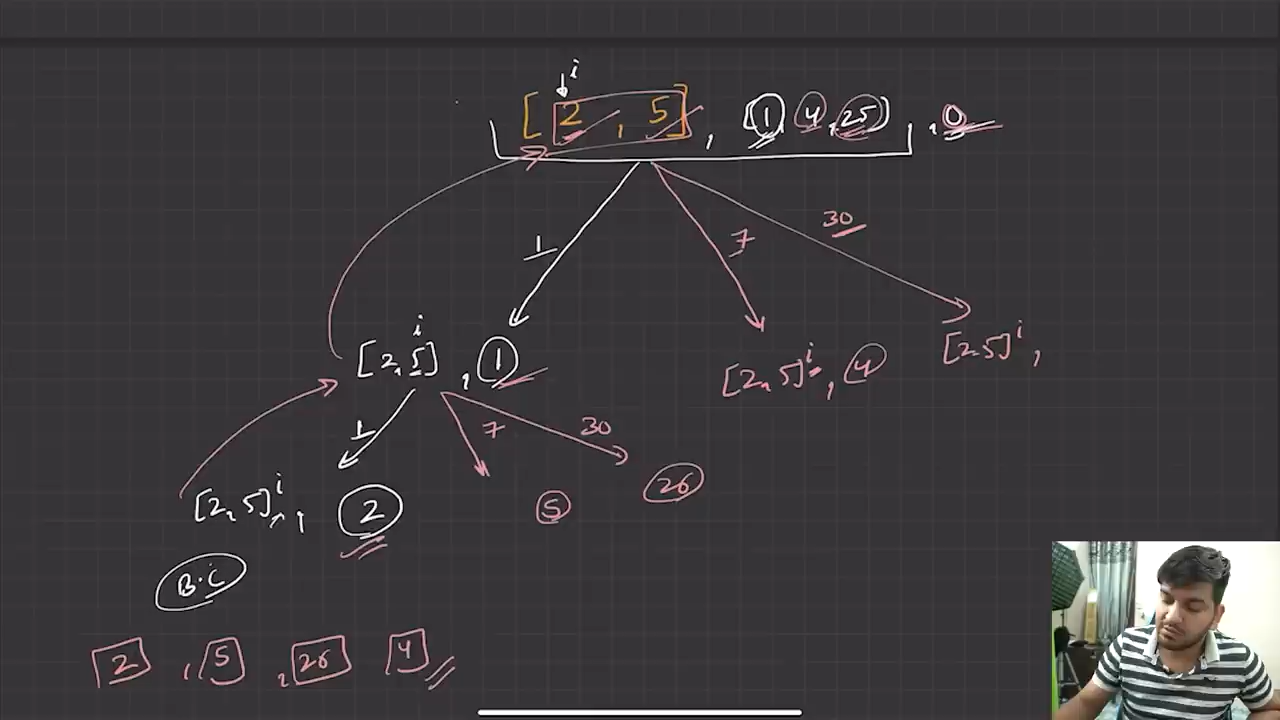 i
[2, 5], [1, 4, 25], 0
1
7
30
i
[2, 5], 1
[2, 5]i, 4
[2, 5]i,
1
7
30
[2, 5]i, 2
5
26
B.C
2, 5, 26 4